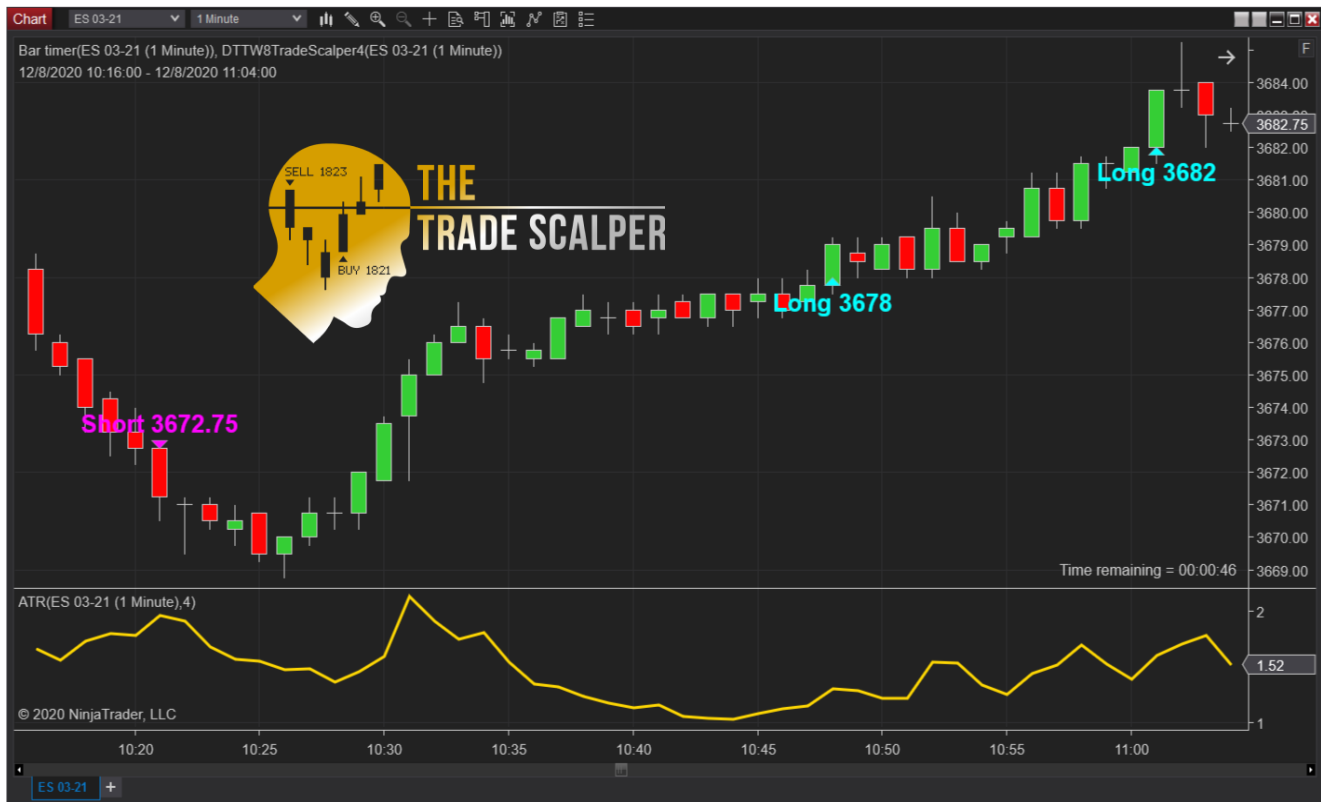 Chart ES 03-21 1 Minute
Bar timer(ES 03-21 (1 Minute)), DTTW8TradeScalper4(ES 03-21 (1 Minute))
12/8/2020 10:16:00 - 12/8/2020 11:04:00
F
3684.00
3682.75
3682.00
3681.00
3680.00
3679.00
3678.00
3677.00
3676.00
3675.00
3674.00
3673.00
3672.00
3671.00
3670.00
3669.00
SELL 1823
BUY 1821
THE
TRADE SCALPER
Long 3682
Long 3678
Short 3672.75
Time remaining = 00:00:46
ATR(ES 03-21 (1 Minute),4)
2
1.52
1
© 2020 NinjaTrader, LLC
10:20 10:25 10:30 10:35 10:40 10:45 10:50 10:55 11:00
ES 03-21 +